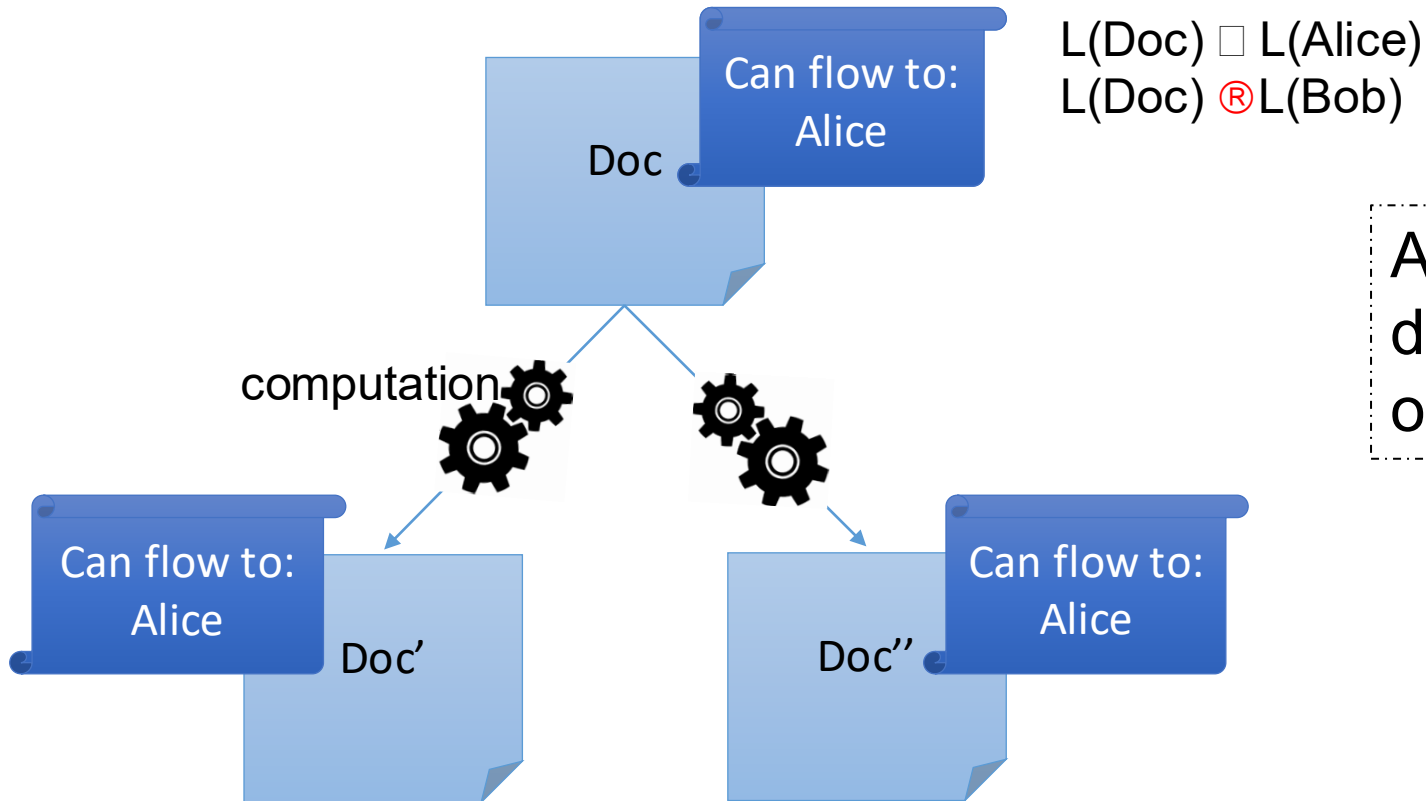 L(Doc) □ L(Alice)
L(Doc) ®L(Bob)
Can flow to:
Alice
Doc
A
d
o
computation
Can flow to:
Alice
Doc'
Can flow to:
Alice
Doc''